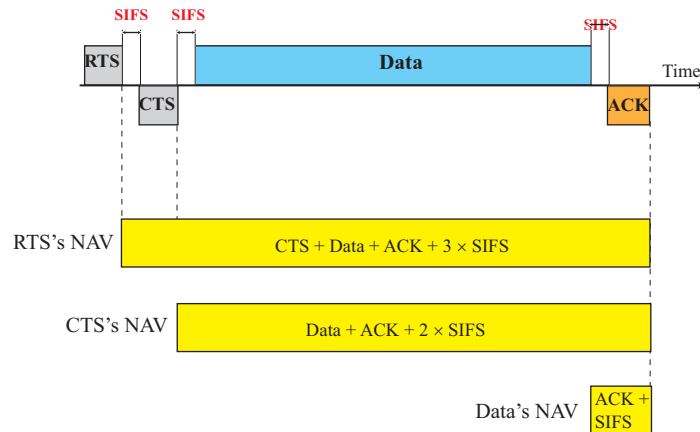 SIFS
SIFS
SIFS
RTS
Data
Time
CTS
ACK
RTS's NAV
CTS + Data + ACK + 3 × SIFS
CTS's NAV
Data + ACK + 2 × SIFS
Data's NAV
ACK +
SIFS